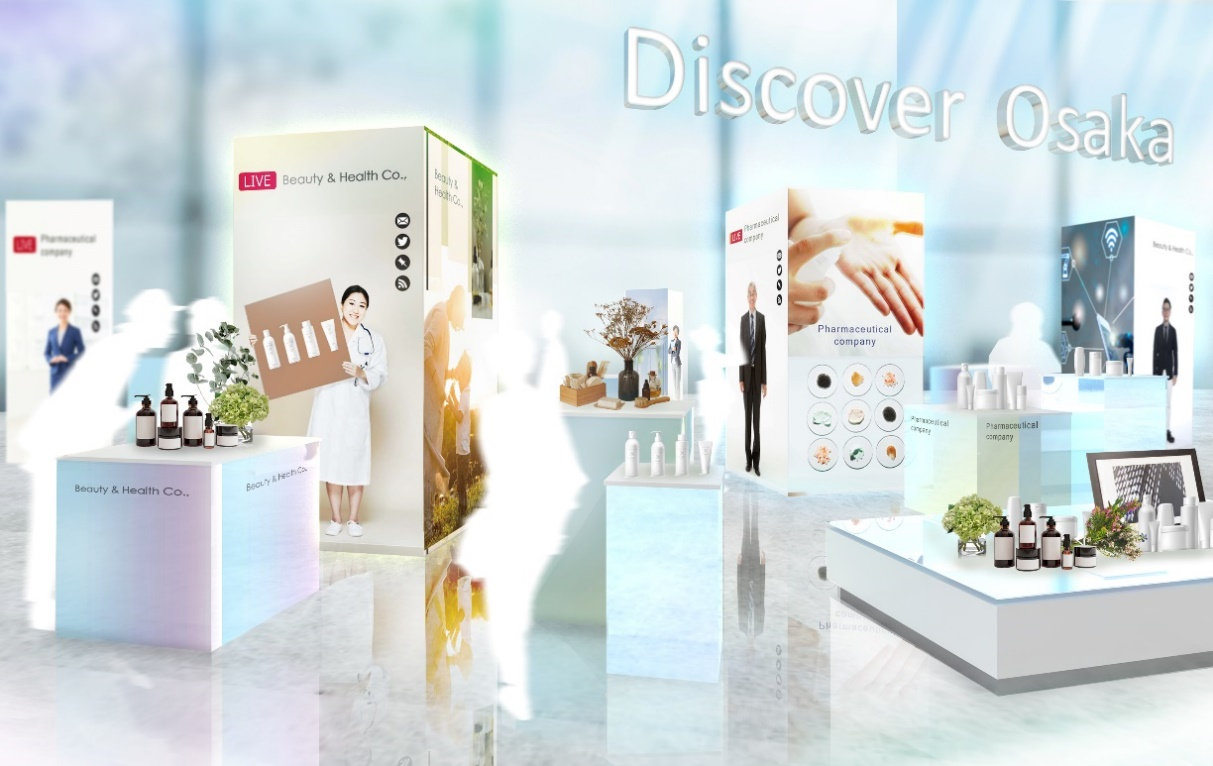 Discover Osaka
LIVE Beauty & Health Co.,
Beauty &
Health Co.,
LIVE Pharmaceutical
company
LIVE Pharmaceutical
company
Pharmaceutical
company
Beauty & Health Co.,
Beauty & Health Co.,
Beauty & Health Co.,
Pharmaceutical
company
Pharmaceutical
company